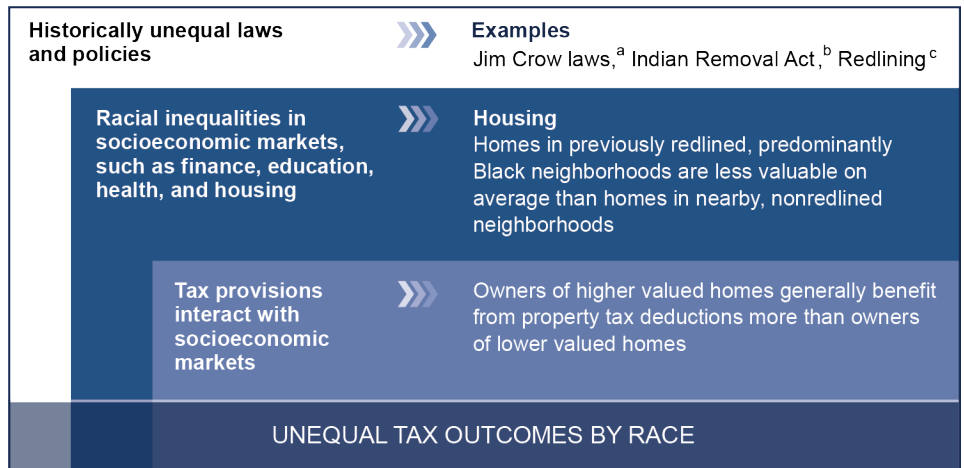 Historically unequal laws
and policies
Examples
Jim Crow laws,a Indian Removal Act,b Redliningc
Racial inequalities in
socioeconomic markets,
such as finance, education,
health, and housing
Housing
Homes in previously redlined, predominantly
Black neighborhoods are less valuable on
average than homes in nearby, nonredlined
neighborhoods
Tax provisions
interact with
socioeconomic
markets
Owners of higher valued homes generally benefit
from property tax deductions more than owners
of lower valued homes
UNEQUAL TAX OUTCOMES BY RACE